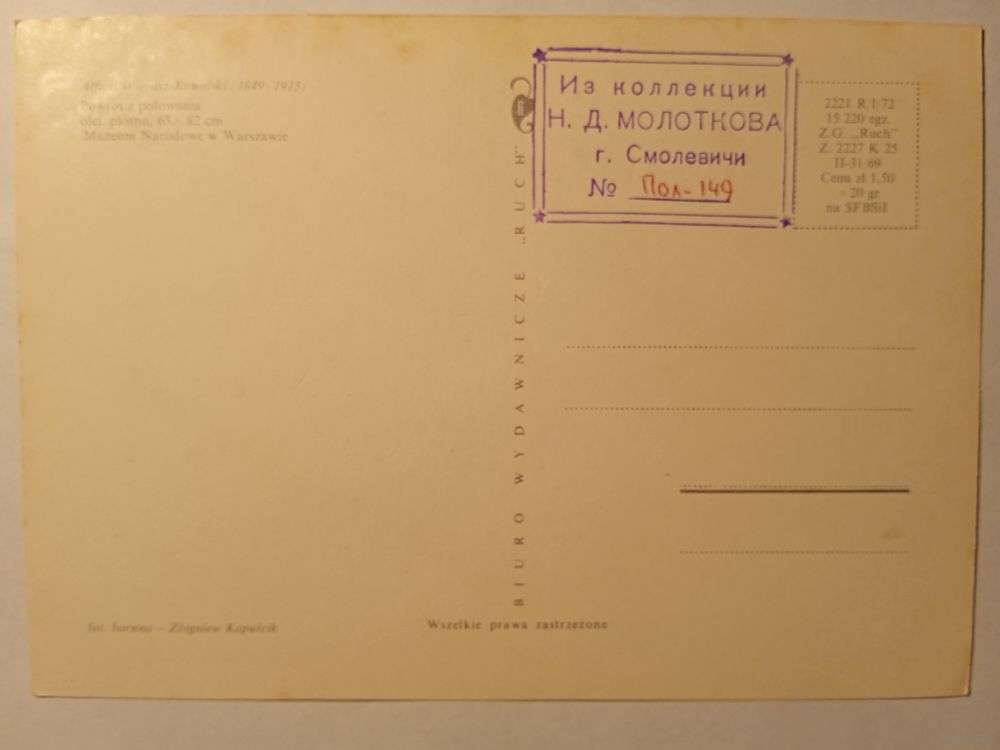 Alfred Wierusz-Kowalski (1849-1915)
Powrót z polowania
olej, płótno, 63 × 82 cm
Muzeum Narodowe w Warszawie
Из коллекции
Н. Д. МОЛОТКОВА
г. Смолевичи
№ Пол-149
2221 R/1/72
15 220 egz.
Z.G. „Ruch"
Z. 2227 K 25
II-31/69
Cena zł 1,50
+ 20 gr
na SFBSiI
BIURO WYDAWNICZE „RUCH"
fot. barwna – Zbigniew Kapuścik
Wszelkie prawa zastrzeżone